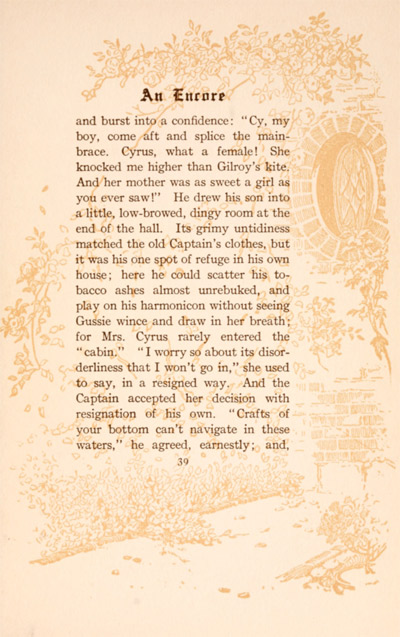 An Encore
and burst into a confidence: "Cy, my
boy, come aft and splice the main-
brace. Cyrus, what a female! She
knocked me higher than Gilroy's kite.
And her mother was as sweet a girl as
you ever saw!" He drew his son into
a little, low-browed, dingy room at the
end of the hall. Its grimy untidiness
matched the old Captain's clothes, but
it was his one spot of refuge in his own
house; here he could scatter his to-
bacco ashes almost unrebuked, and
play on his harmonicon without seeing
Gussie wince and draw in her breath;
for Mrs. Cyrus rarely entered the
"cabin." "I worry so about its disor-
derliness that I won't go in," she used
to say, in a resigned way. And the
Captain accepted her decision with
resignation of his own. "Crafts of
your bottom can't navigate in these
waters," he agreed, earnestly; and,
39